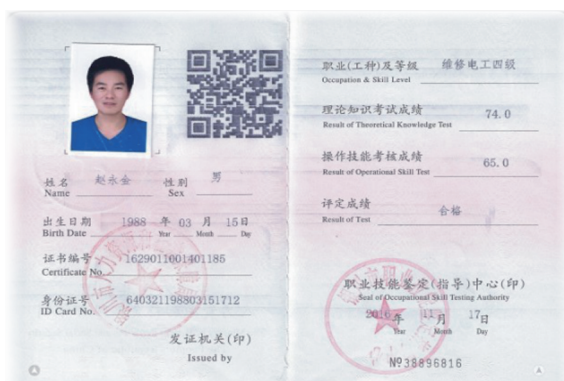 姓名 赵永金 性别 男
Name Sex
出生日期 1988 年 03 月 15日
Birth Date Year Month Day
证书编号 1629011001401185
Certificate No.
身份证号 640321198803151712
ID Card No.
发证机关(印)
Issued by
职业(工种)及等级 维修电工四级
Occupation & Skill Level
理论知识考试成绩 74.0
Result of Theoretical Knowledge Test
操作技能考核成绩 65.0
Result of Operational Skill Test
评定成绩 合格
Result of Test
职业技能鉴定(指导)中心(印)
Seal of Occupational Skill Testing Authority
2016年 11月 17日
Year Month Day
№38896816